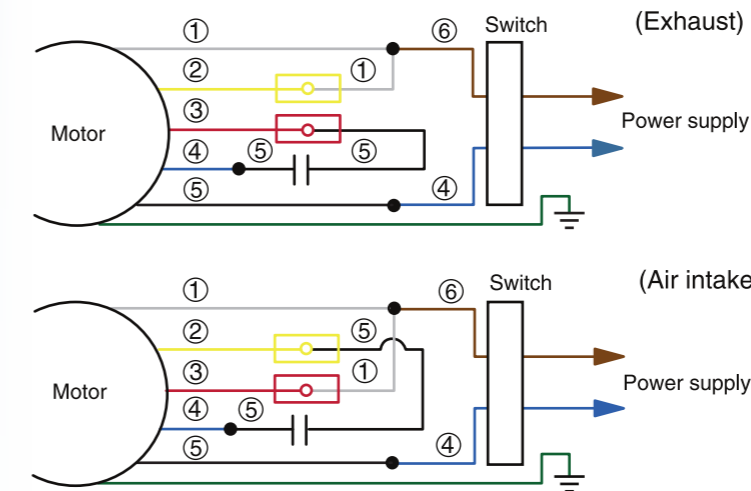 (Exhaust)
Switch
① ⑥
② ①
③
Motor
Power supply
④ ⑤ ⑤
⑤ ④
(Air intake
Switch
① ⑥
② ⑤
③ ①
Motor
Power supply
④ ⑤
⑤ ④